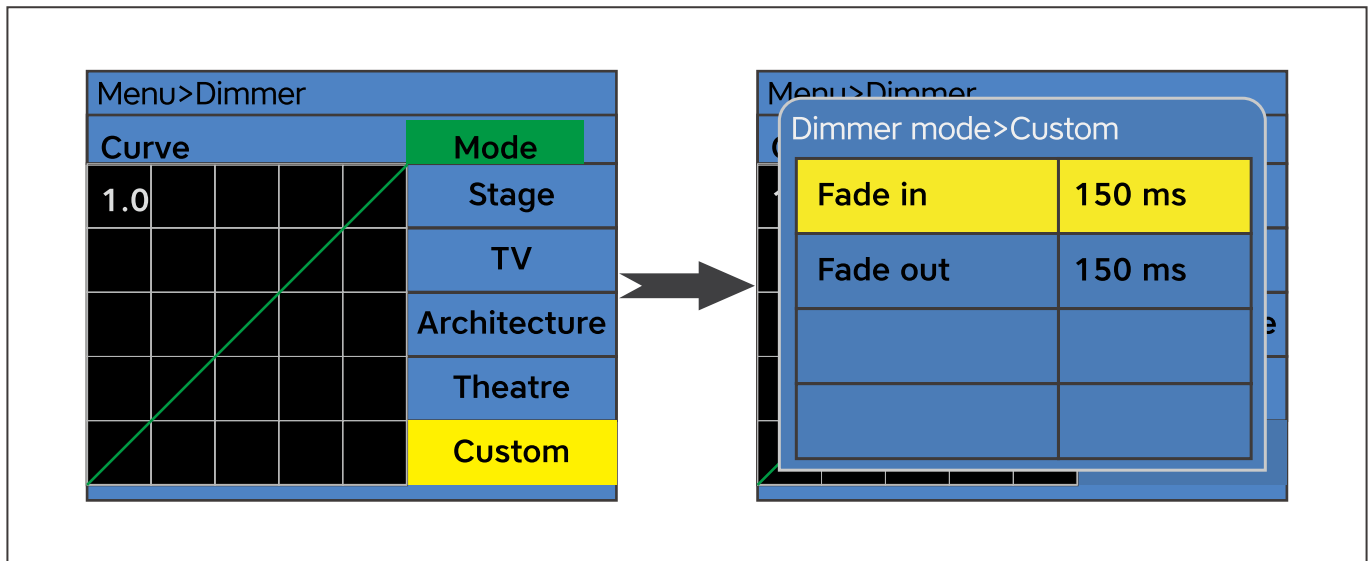 Menu>Dimmer
Curve
Mode
1.0
Stage
TV
Architecture
Theatre
Custom
Menu>Dimmer
Dimmer mode>Custom
Fade in 150 ms
Fade out 150 ms